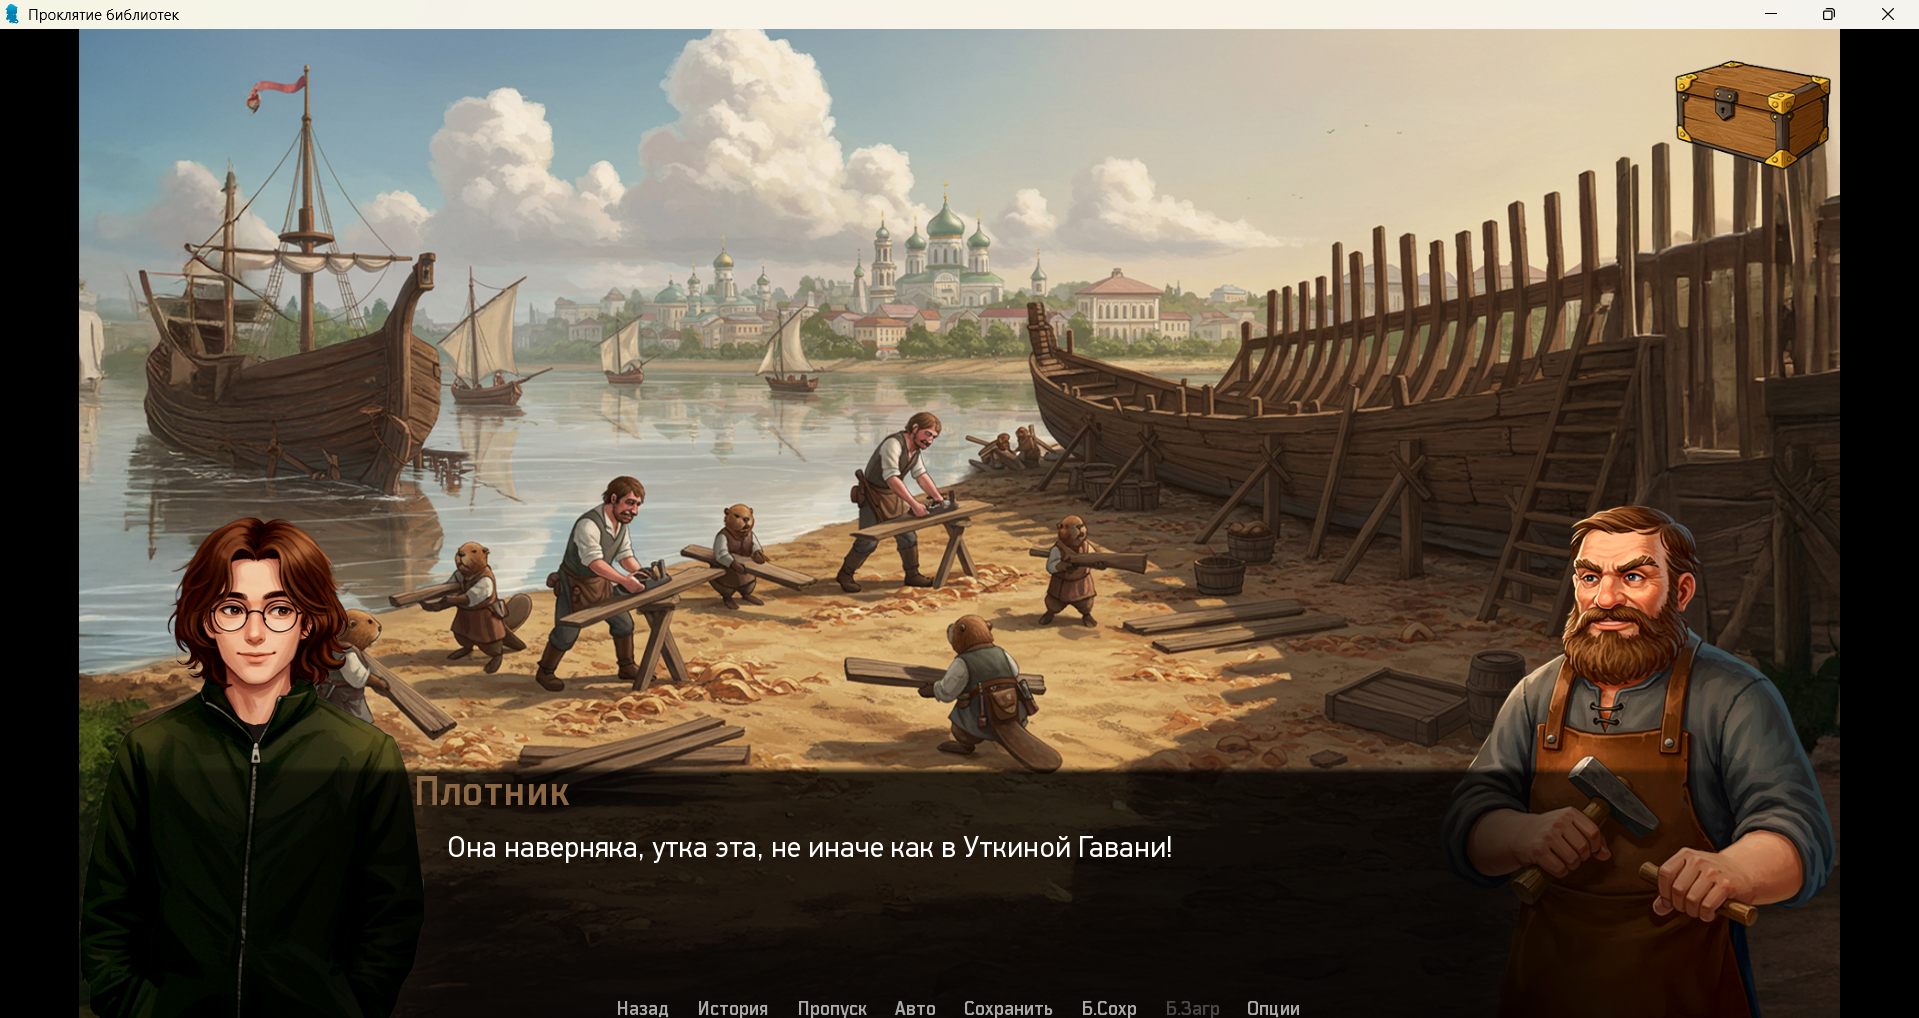 Проклятие библиотек
Плотник
Она наверняка, утка эта, не иначе как в Уткиной Гавани!
Назад История Пропуск Авто Сохранить Б.Сохр Б.Загр Опции